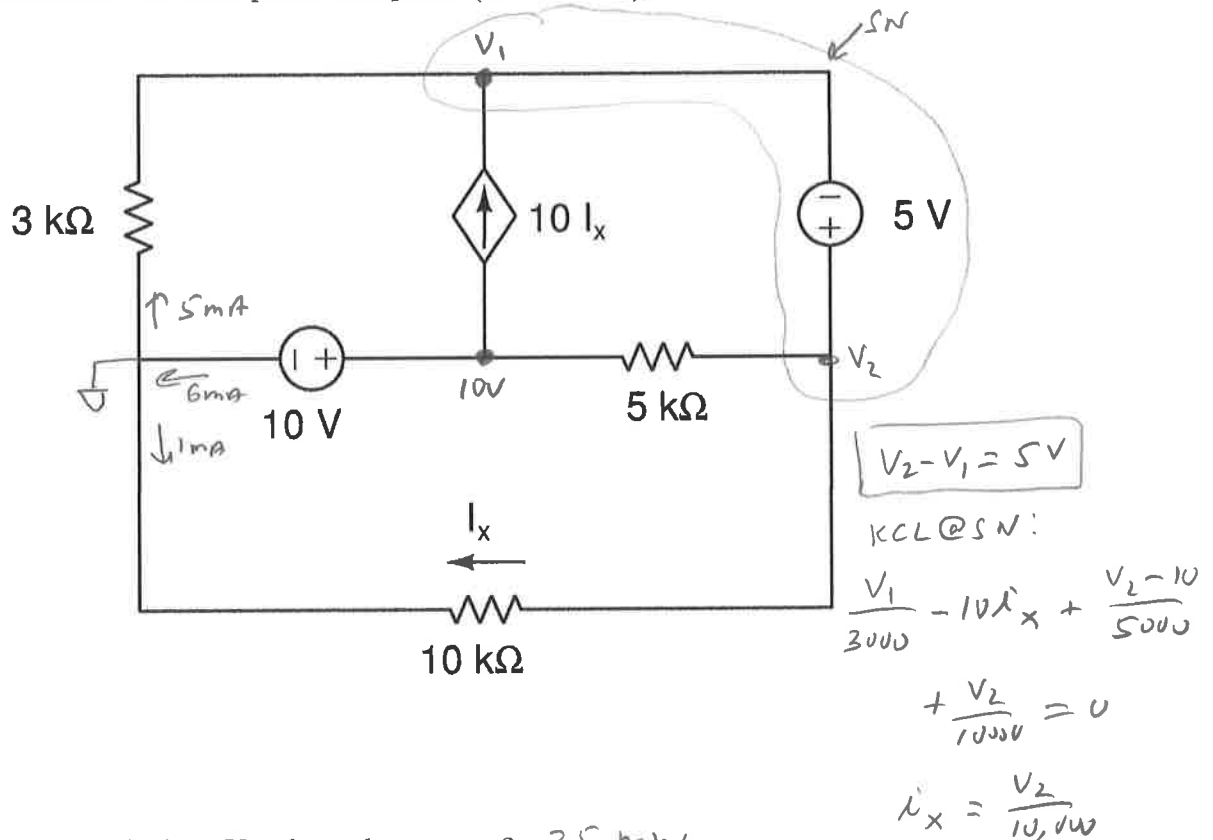 SN
V₁
3 kΩ
10 Iₓ
− +
5 V
↑ 5mA
− +
← 6mA
10 V
10V
5 kΩ
V₂
↓ 1mA
V₂ - V₁ = 5 V
KCL @ SN:
Iₓ
V₁/3000 - 10iₓ + (V₂ - 10)/5000
10 kΩ
+ V₂/10000 = 0
iₓ = V₂/10,000